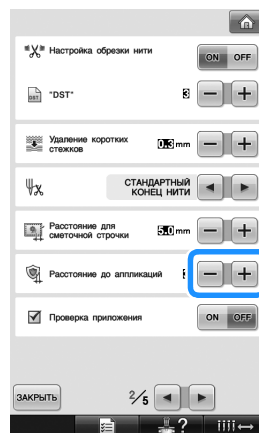 Настройка обрезки нити
ON OFF
DST "DST" 3
Удаление коротких стежков 0.3 mm
СТАНДАРТНЫЙ КОНЕЦ НИТИ
Расстояние для сметочной строчки 5.0 mm
Расстояние до аппликаций
Проверка приложения
ON OFF
ЗАКРЫТЬ
2/5
?